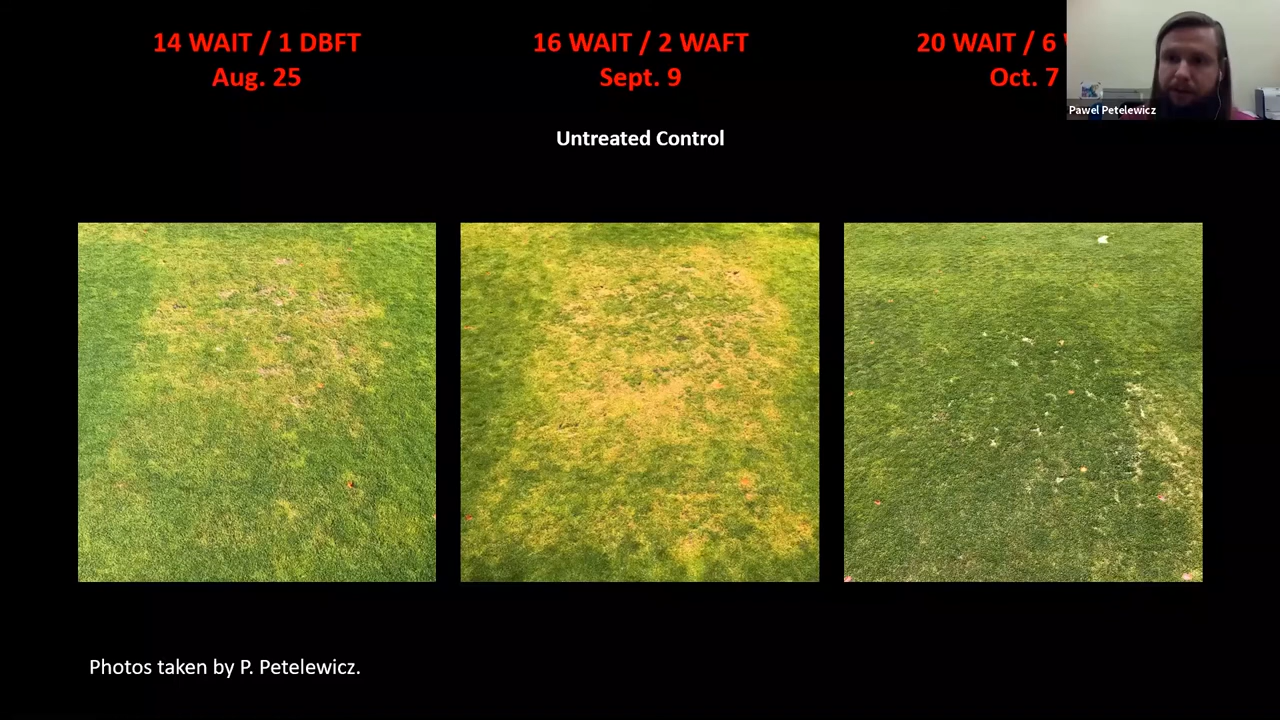 14 WAIT / 1 DBFT
Aug. 25
16 WAIT / 2 WAFT
Sept. 9
20 WAIT / 6
Oct. 7
Pawel Petelewicz
Untreated Control
Photos taken by P. Petelewicz.